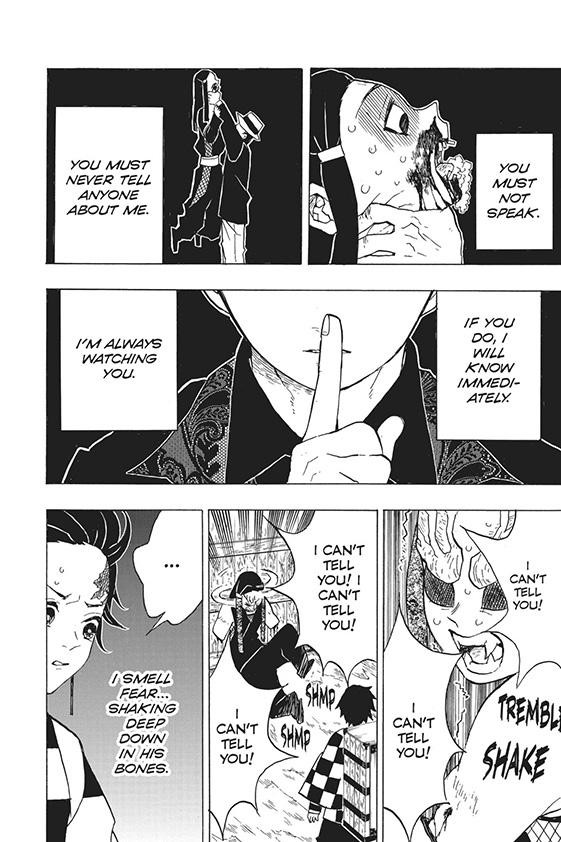 YOU
MUST
NOT
SPEAK.
YOU MUST
NEVER TELL
ANYONE
ABOUT ME.
IF YOU
DO, I
WILL
KNOW
IMMEDI-
ATELY.
I'M ALWAYS
WATCHING
YOU.
I
CAN'T
TELL
YOU!
TREMBLE
SHAKE
I
CAN'T
TELL
YOU!
I CAN'T
TELL
YOU! I
CAN'T
TELL
YOU!
SHMP
SHMP
I
CAN'T
TELL
YOU!
...
I SMELL
FEAR...
SHAKING
DEEP
DOWN
IN HIS
BONES.